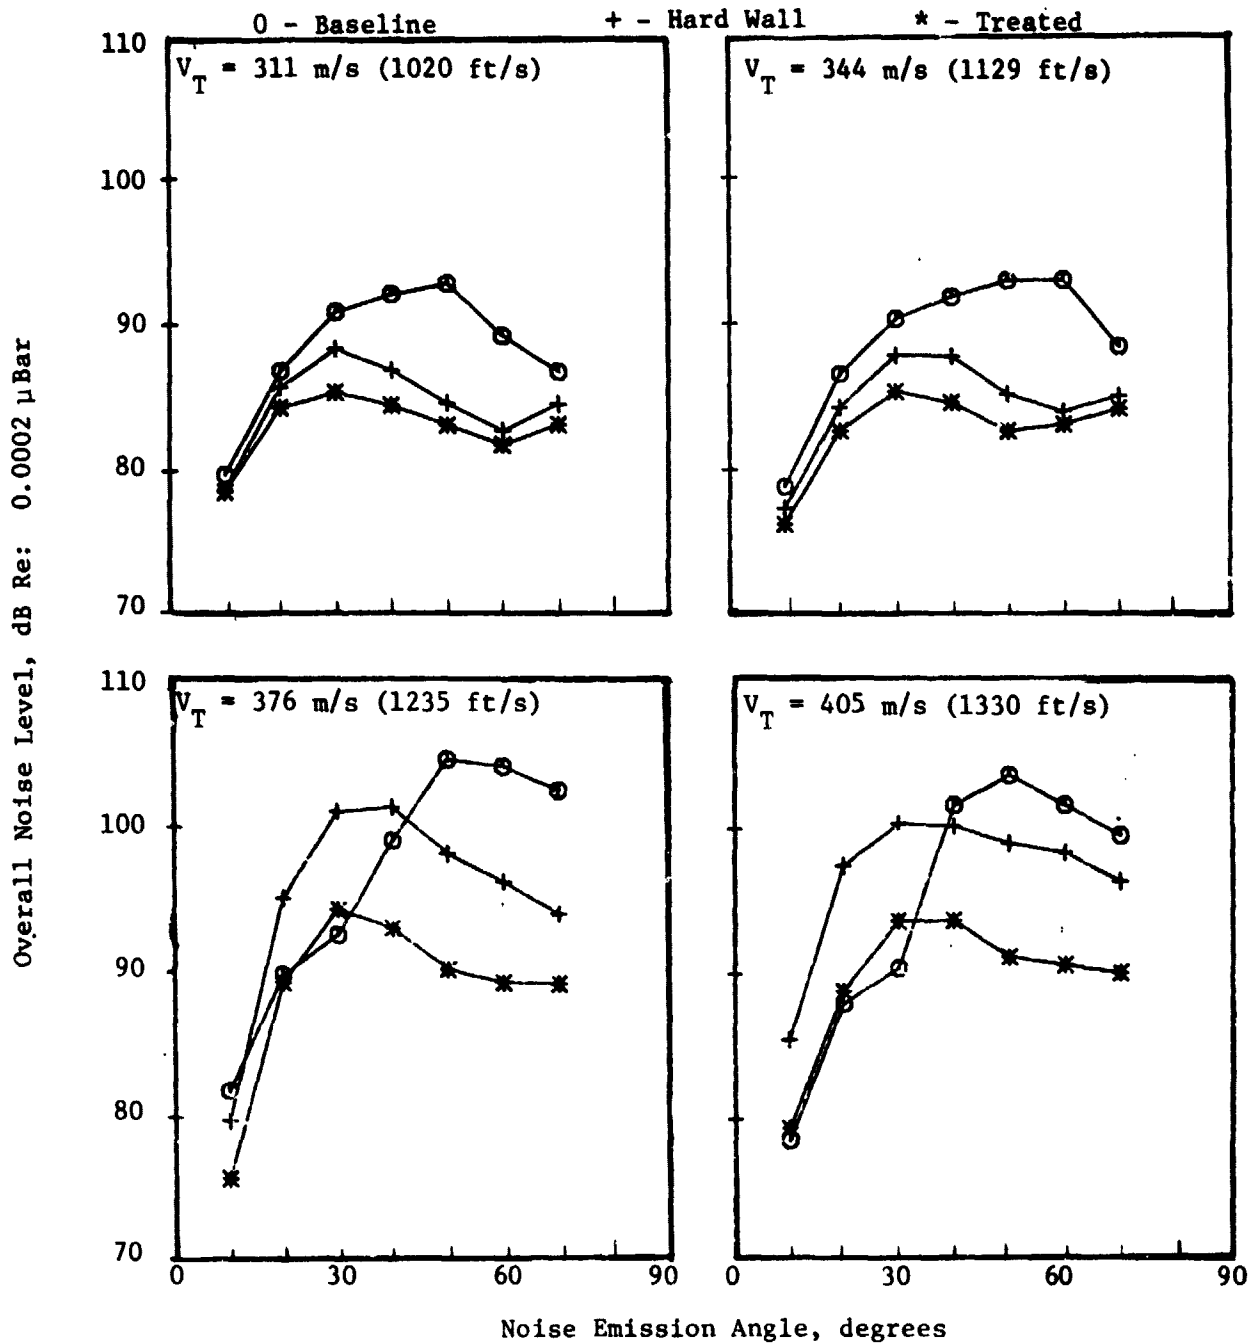 O - Baseline + - Hard Wall * - Treated
V_T = 311 m/s (1020 ft/s)
V_T = 344 m/s (1129 ft/s)
110
100
90
80
70
V_T = 376 m/s (1235 ft/s)
V_T = 405 m/s (1330 ft/s)
110
100
90
80
70
0 30 60 90
0 30 60 90
Overall Noise Level, dB Re: 0.0002 μBar
Noise Emission Angle, degrees